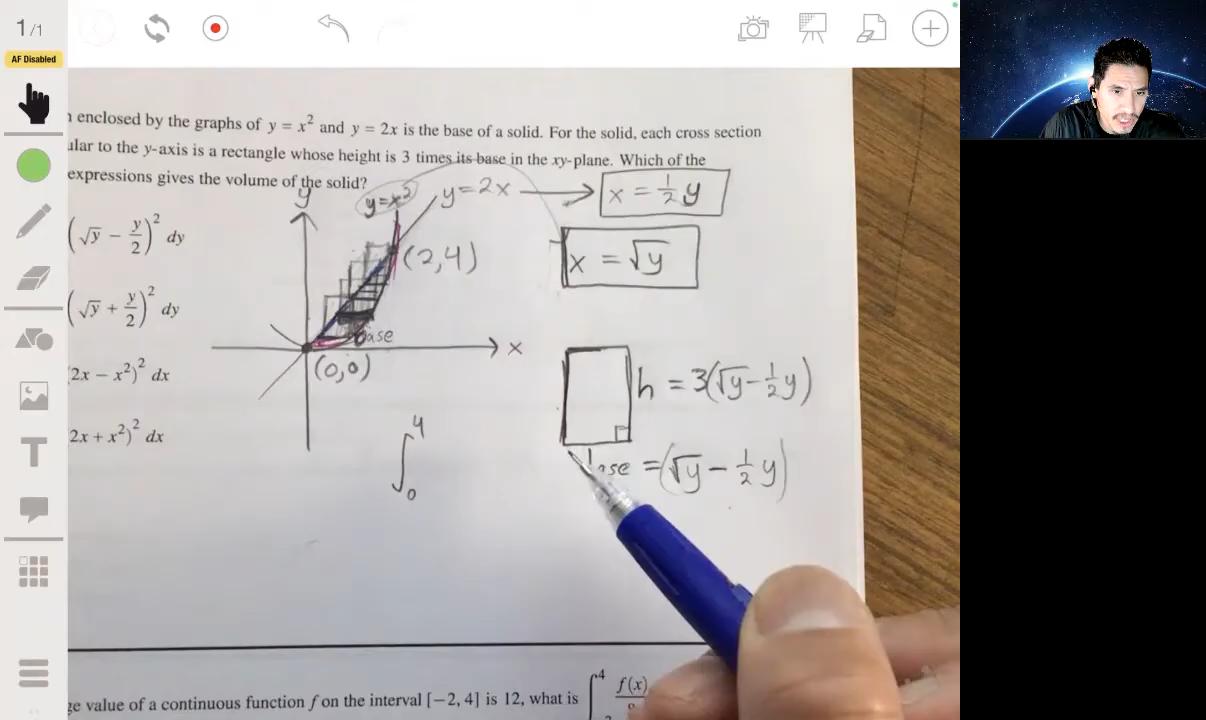 1/1
AF Disabled
enclosed by the graphs of y = x² and y = 2x is the base of a solid. For the solid, each cross section
ular to the y-axis is a rectangle whose height is 3 times its base in the xy-plane. Which of the
expressions gives the volume of the solid?
y
y=x²
y=2x → x = ½y
(√y − y/2)² dy
x = √y
(2,4)
(√y + y/2)² dy
base
x
(0,0)
2x − x²)² dx
h = 3(√y−½y)
2x + x²)² dx
∫₀⁴
base = (√y − ½y)
T
ge value of a continuous function f on the interval [−2, 4] is 12, what is ∫ 4 f(x)